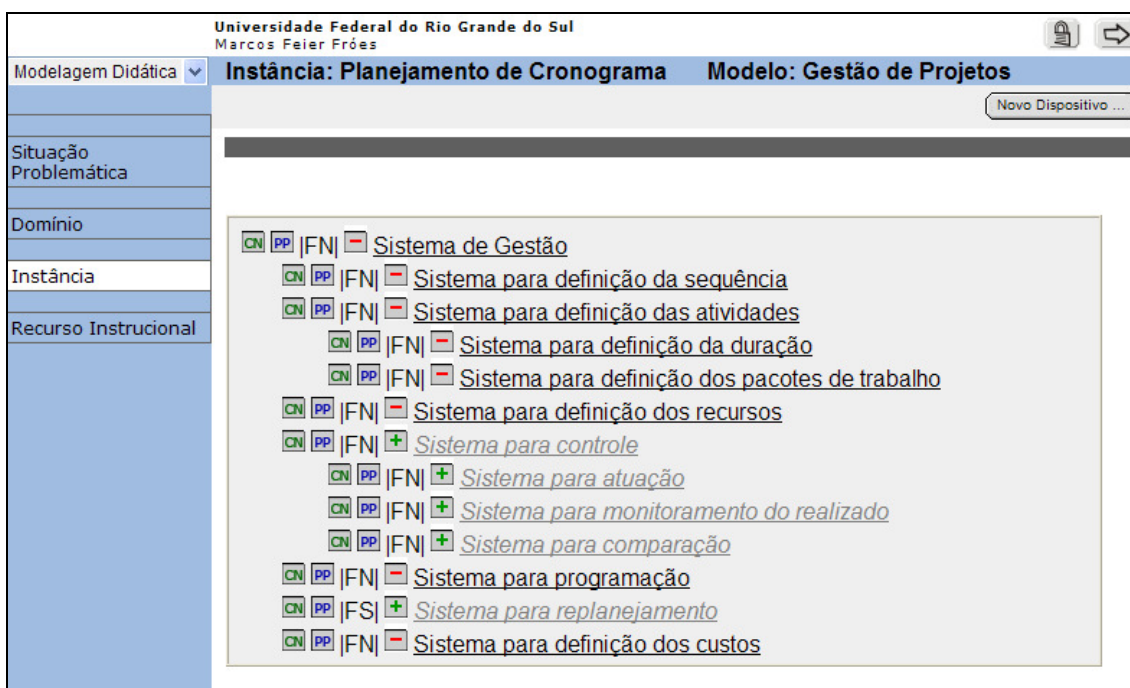 Universidade Federal do Rio Grande do Sul
Marcos Feier Fróes
Modelagem Didática
Instância: Planejamento de Cronograma Modelo: Gestão de Projetos
Novo Dispositivo ...
Situação
Problemática
Domínio
Instância
Recurso Instrucional
CN PP |FN| − Sistema de Gestão
CN PP |FN| − Sistema para definição da sequência
CN PP |FN| − Sistema para definição das atividades
CN PP |FN| − Sistema para definição da duração
CN PP |FN| − Sistema para definição dos pacotes de trabalho
CN PP |FN| − Sistema para definição dos recursos
CN PP |FN| + Sistema para controle
CN PP |FN| + Sistema para atuação
CN PP |FN| + Sistema para monitoramento do realizado
CN PP |FN| + Sistema para comparação
CN PP |FN| − Sistema para programação
CN PP |FS| + Sistema para replanejamento
CN PP |FN| − Sistema para definição dos custos